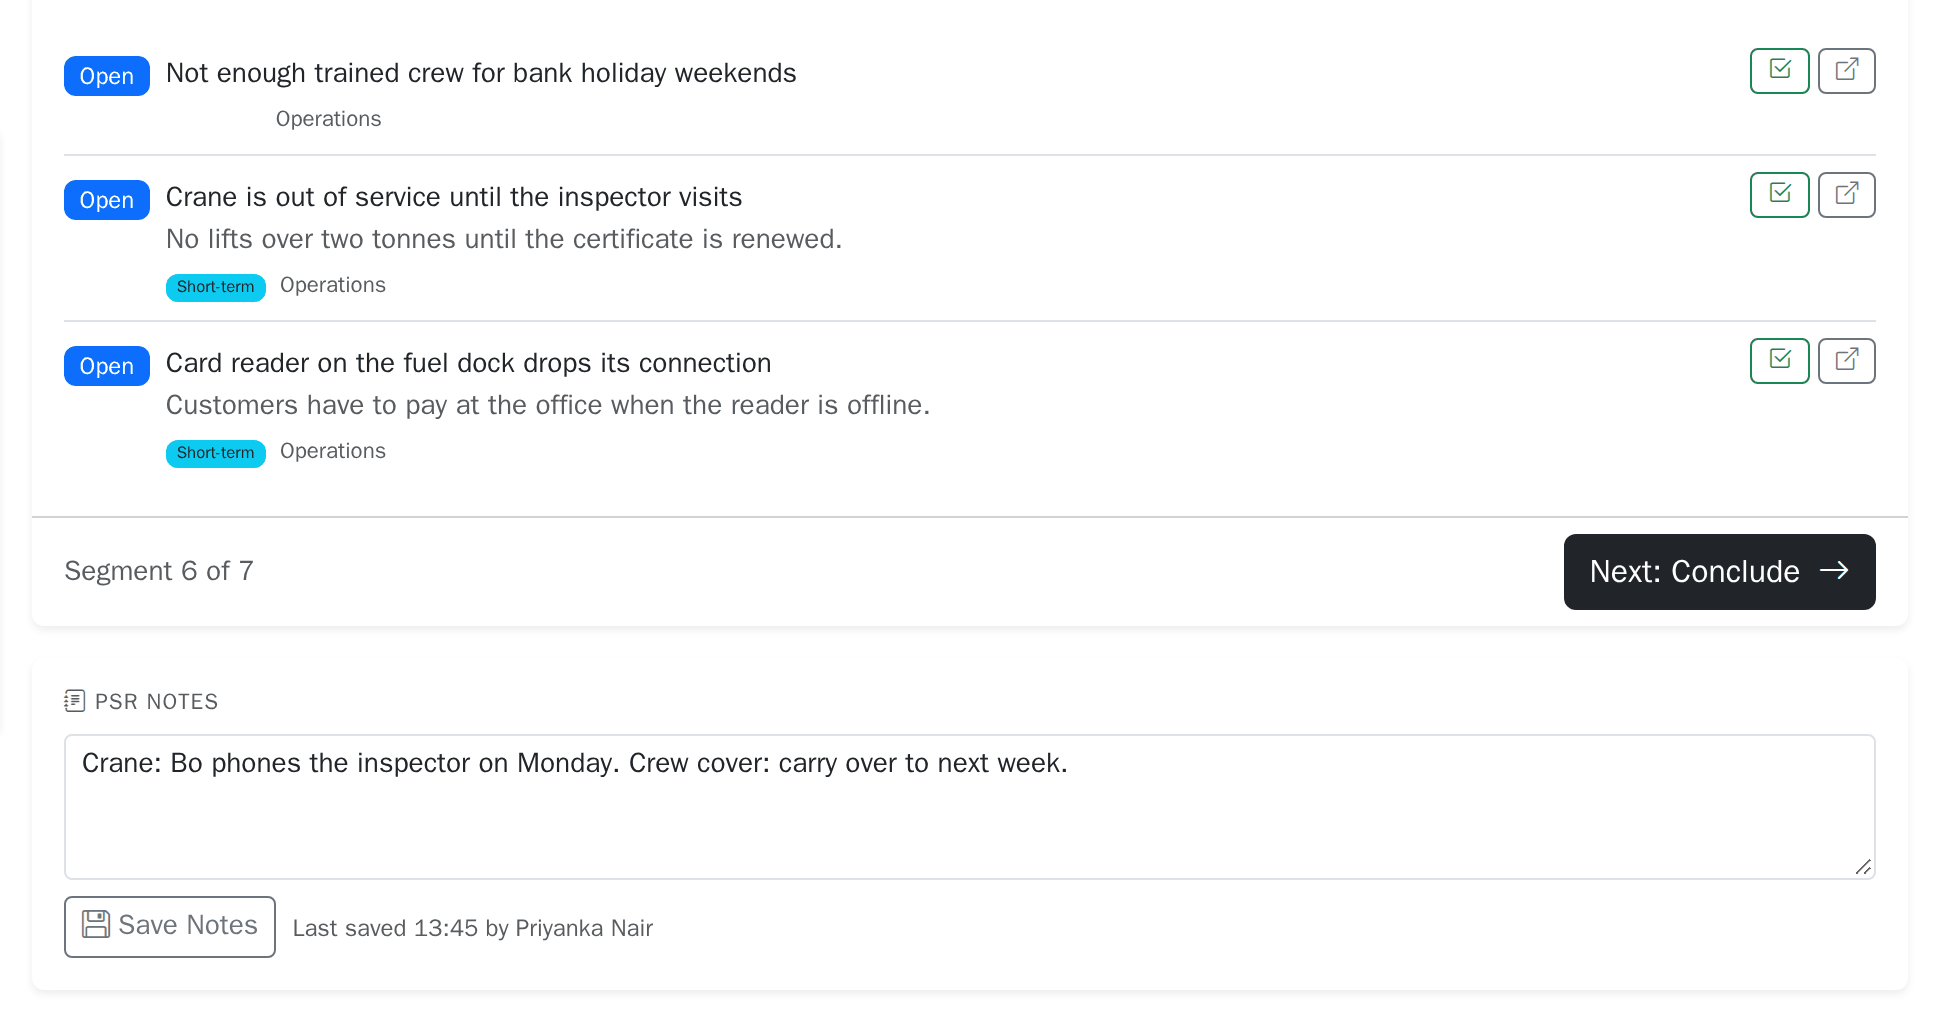 Open Not enough trained crew for bank holiday weekends
Operations
Open Crane is out of service until the inspector visits
No lifts over two tonnes until the certificate is renewed.
Short-term Operations
Open Card reader on the fuel dock drops its connection
Customers have to pay at the office when the reader is offline.
Short-term Operations
Segment 6 of 7
Next: Conclude
PSR NOTES
Crane: Bo phones the inspector on Monday. Crew cover: carry over to next week.
Save Notes Last saved 13:45 by Priyanka Nair